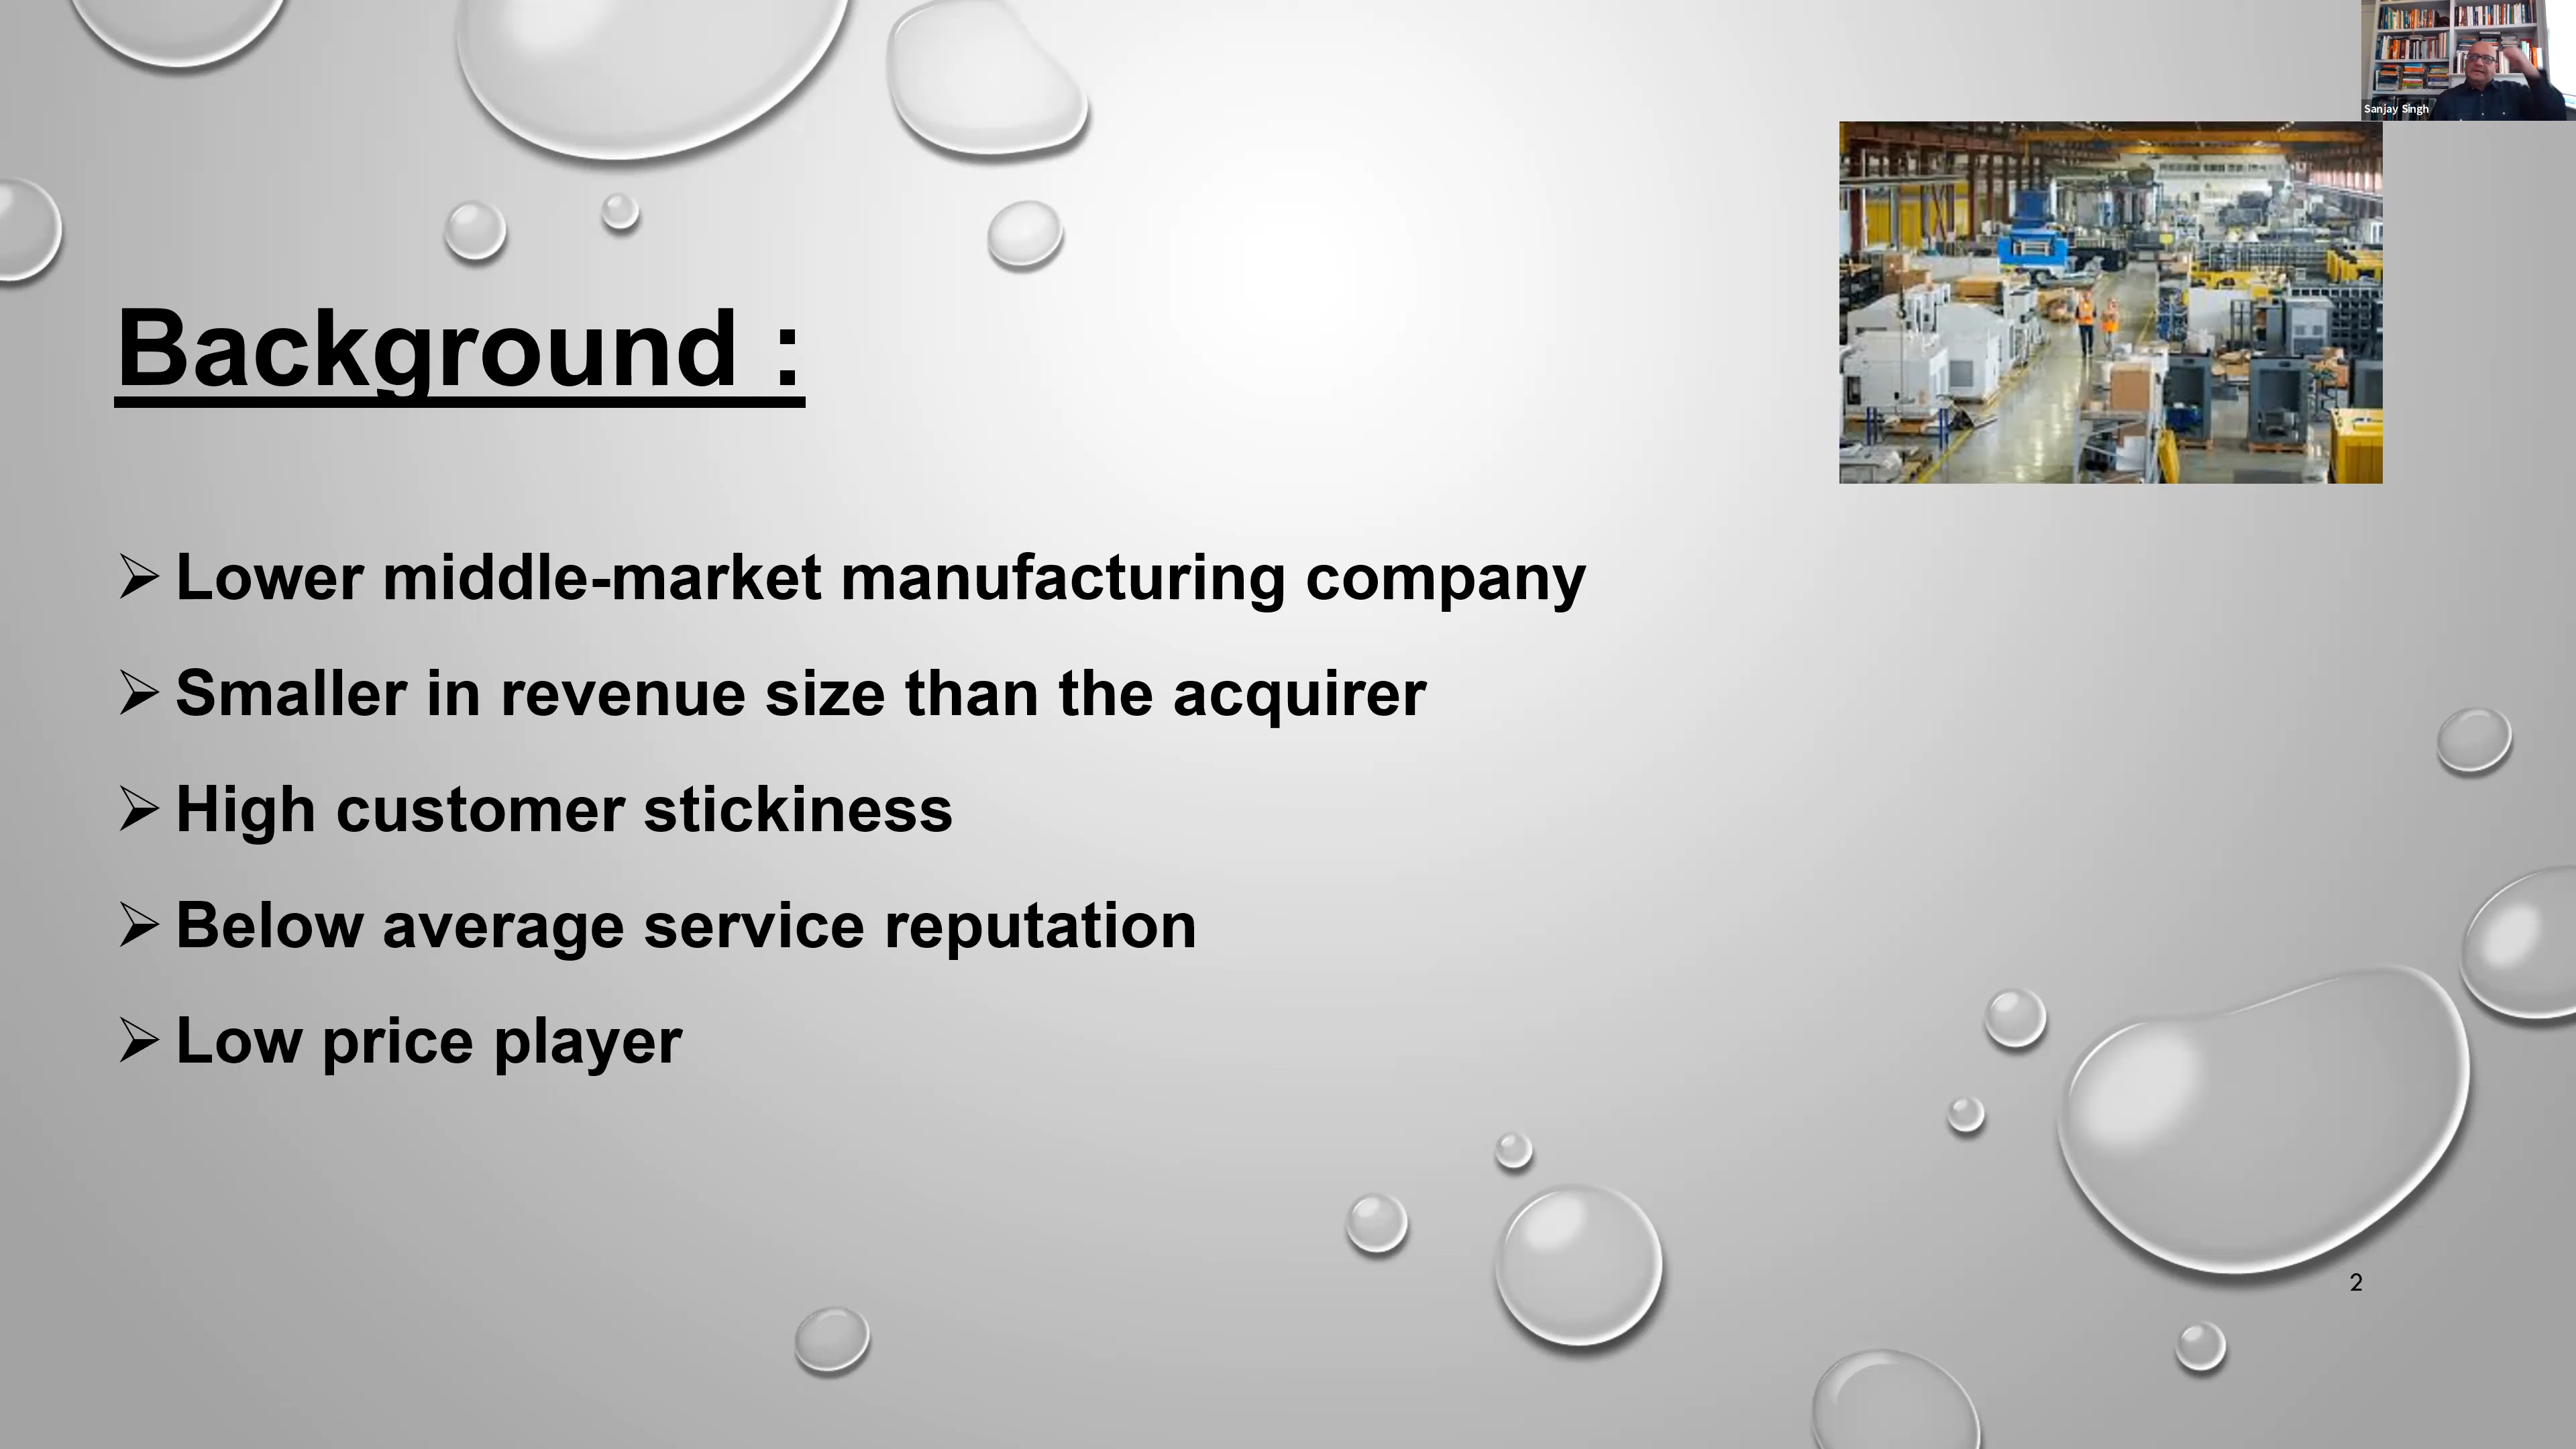 Sanjay Singh
Background :
Lower middle-market manufacturing company
Smaller in revenue size than the acquirer
High customer stickiness
Below average service reputation
Low price player
2